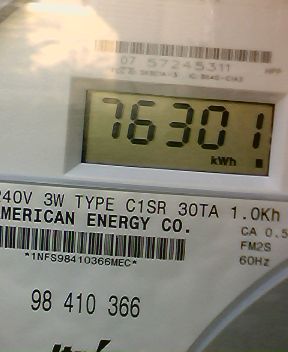 07 57245311
76301
kWh
240V 3W TYPE C1SR 30TA 1.0Kh
AMERICAN ENERGY CO.
CA 0.5
FM2S
*1NFS98410366MEC*
60Hz
98 410 366